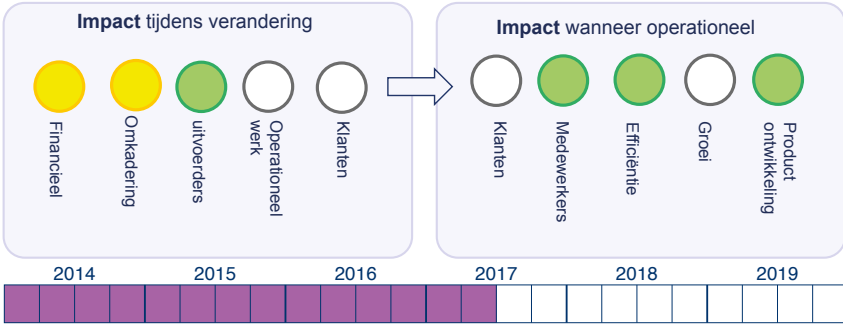 Impact tijdens verandering
Financieel
Omkadering
uitvoerders
Operationeel
werk
Klanten
Impact wanneer operationeel
Klanten
Medewerkers
Efficiëntie
Groei
Product
ontwikkeling
2014 2015 2016 2017 2018 2019